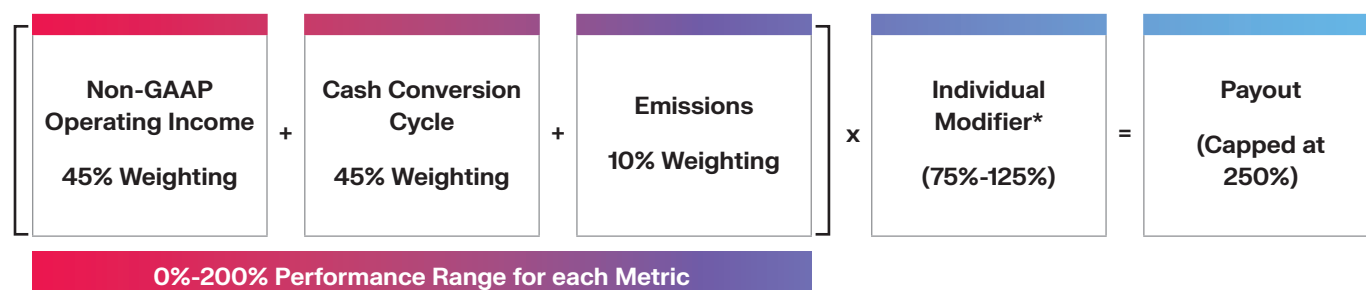 Non-GAAP
Operating Income
45% Weighting
+
Cash Conversion
Cycle
45% Weighting
+
Emissions
10% Weighting
x
Individual
Modifier*
(75%-125%)
=
Payout
(Capped at
250%)
0%-200% Performance Range for each Metric